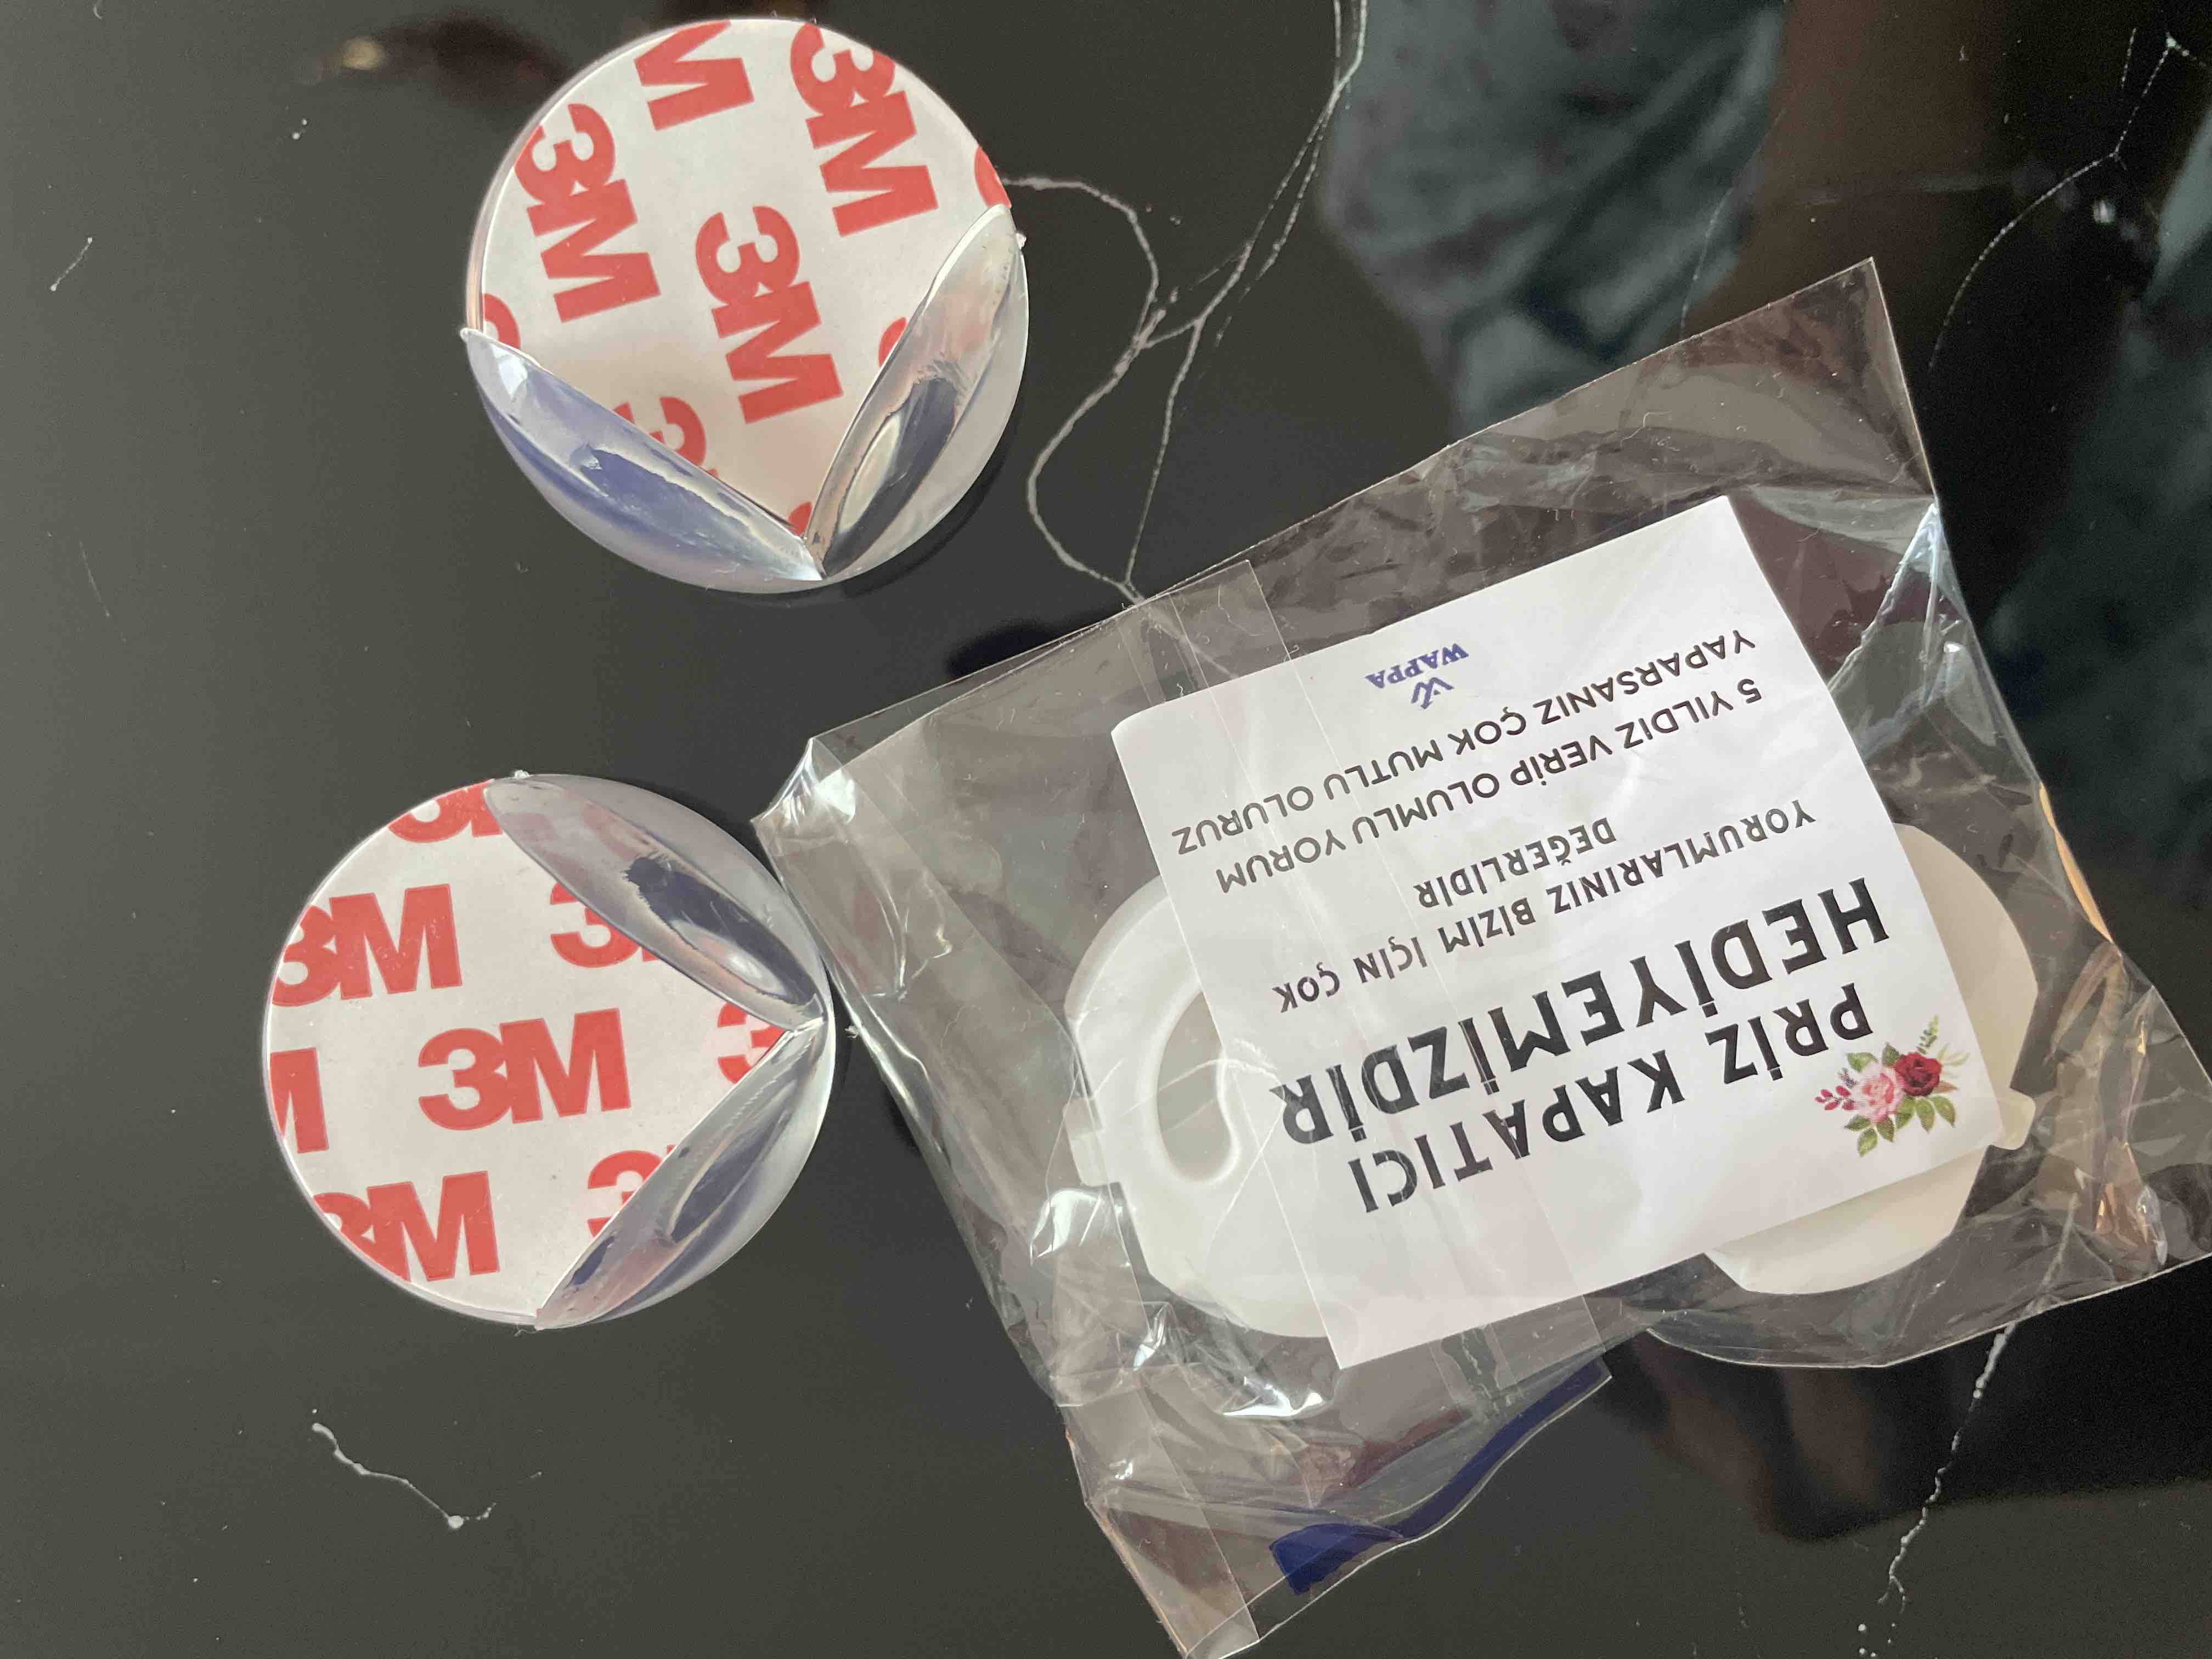 3M
3M
3M
3M
3M
3M
3M
3M
3M
PRİZ KAPATICI
HEDİYEMİZDİR
YORUMLARINIZ BİZİM İÇİN ÇOK
DEĞERLİDİR
5 YILDIZ VERİP OLUMLU YORUM
YAPARSANIZ ÇOK MUTLU OLURUZ
WAPPA